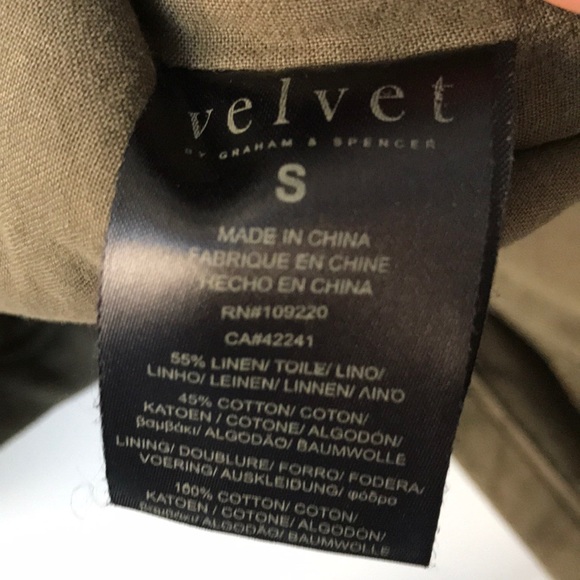 velvet
BY GRAHAM & SPENCER
S
MADE IN CHINA
FABRIQUE EN CHINE
HECHO EN CHINA
RN#109220
CA#42241
55% LINEN/ TOILE/ LINO/
LINHO/ LEINEN/ LINNEN/ ΛΙΝΟ
45% COTTON/ COTON/
KATOEN / COTONE/ ALGODÓN/
βαμβάκι/ ALGODÃO/ BAUMWOLLE
LINING/ DOUBLURE/ FORRO/ FODERA/
VOERING/ AUSKLEIDUNG/ φόδρα
100% COTTON/ COTON/
KATOEN / COTONE/ ALGODÓN/
βαμβάκι/ ALGODÃO/ BAUMWOLLE